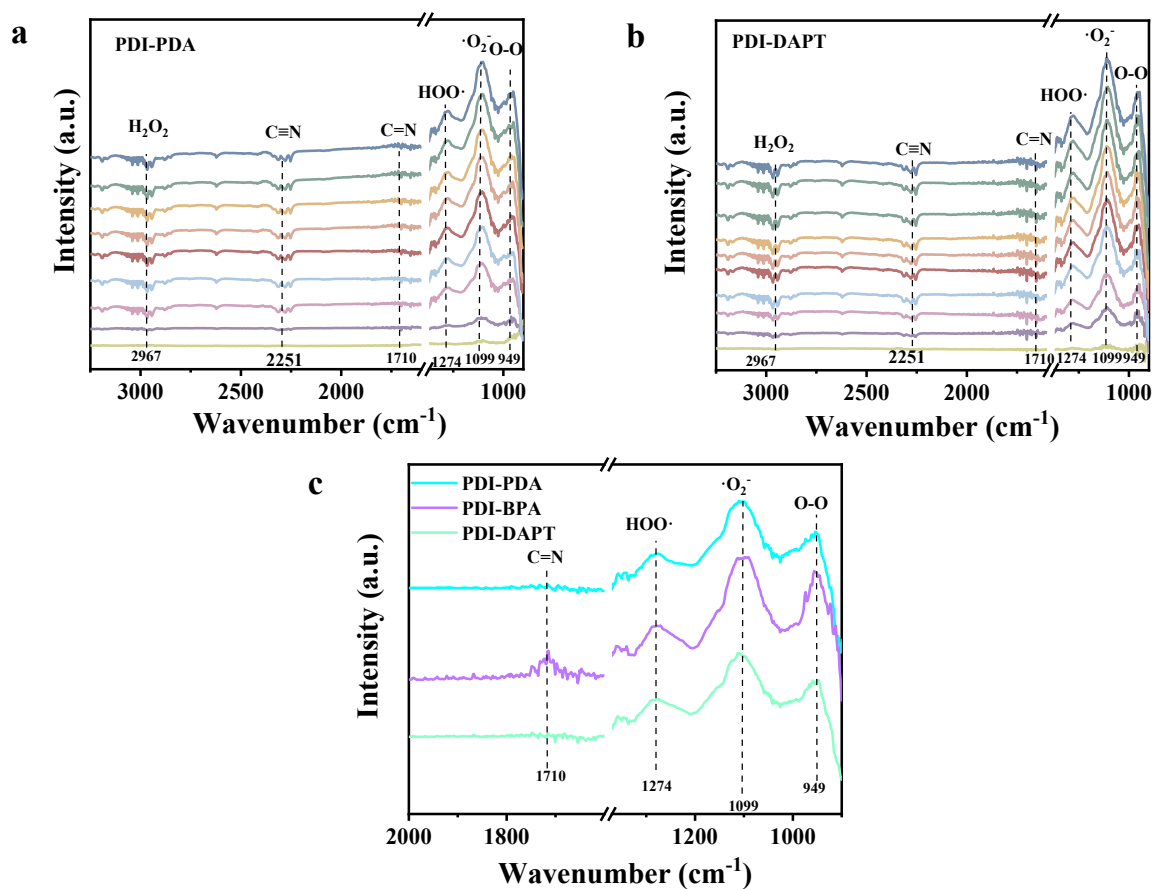 a
PDI-PDA
H₂O₂
C≡N
C=N
HOO·
·O₂⁻
O-O
2967
2251
1710
1274
1099
949
3000
2500
2000
1000
Wavenumber (cm⁻¹)
Intensity (a.u.)
b
PDI-DAPT
H₂O₂
C≡N
C=N
HOO·
·O₂⁻
O-O
2967
2251
1710
1274
1099
949
3000
2500
2000
1000
Wavenumber (cm⁻¹)
Intensity (a.u.)
c
PDI-PDA
PDI-BPA
PDI-DAPT
C=N
HOO·
·O₂⁻
O-O
1710
1274
1099
949
2000
1800
1200
1000
Wavenumber (cm⁻¹)
Intensity (a.u.)